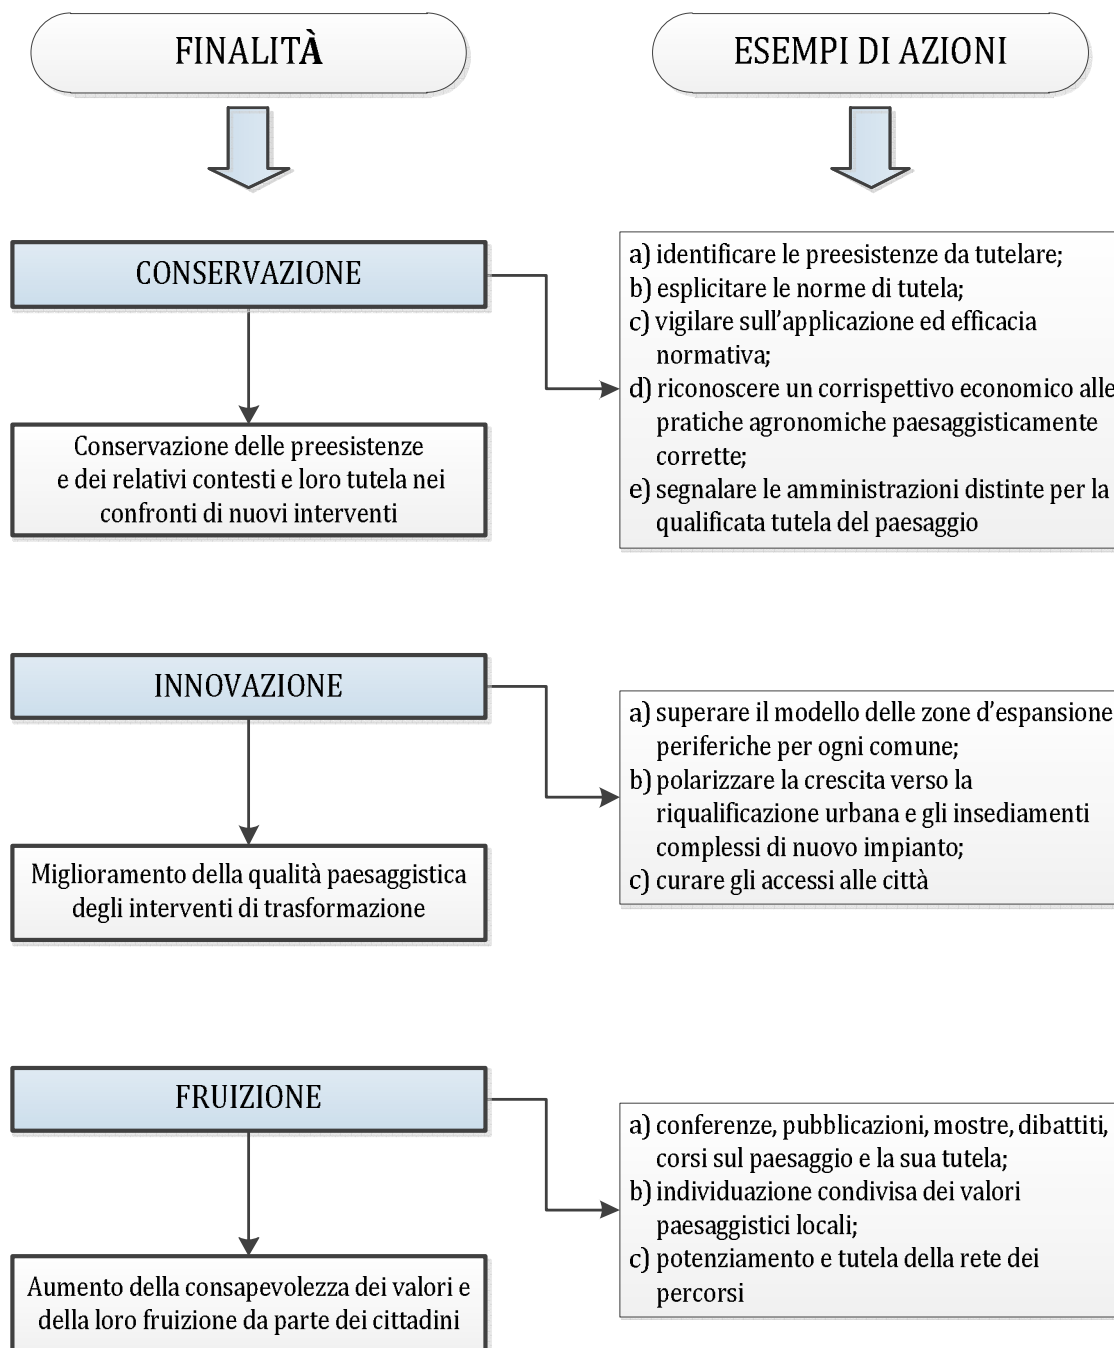 FINALITÀ
ESEMPI DI AZIONI
CONSERVAZIONE
Conservazione delle preesistenze
e dei relativi contesti e loro tutela nei
confronti di nuovi interventi
a) identificare le preesistenze da tutelare;
b) esplicitare le norme di tutela;
c) vigilare sull’applicazione ed efficacia
normativa;
d) riconoscere un corrispettivo economico alle
pratiche agronomiche paesaggisticamente
corrette;
e) segnalare le amministrazioni distinte per la
qualificata tutela del paesaggio
INNOVAZIONE
Miglioramento della qualità paesaggistica
degli interventi di trasformazione
a) superare il modello delle zone d’espansione
periferiche per ogni comune;
b) polarizzare la crescita verso la
riqualificazione urbana e gli insediamenti
complessi di nuovo impianto;
c) curare gli accessi alle città
FRUIZIONE
Aumento della consapevolezza dei valori e
della loro fruizione da parte dei cittadini
a) conferenze, pubblicazioni, mostre, dibattiti,
corsi sul paesaggio e la sua tutela;
b) individuazione condivisa dei valori
paesaggistici locali;
c) potenziamento e tutela della rete dei
percorsi